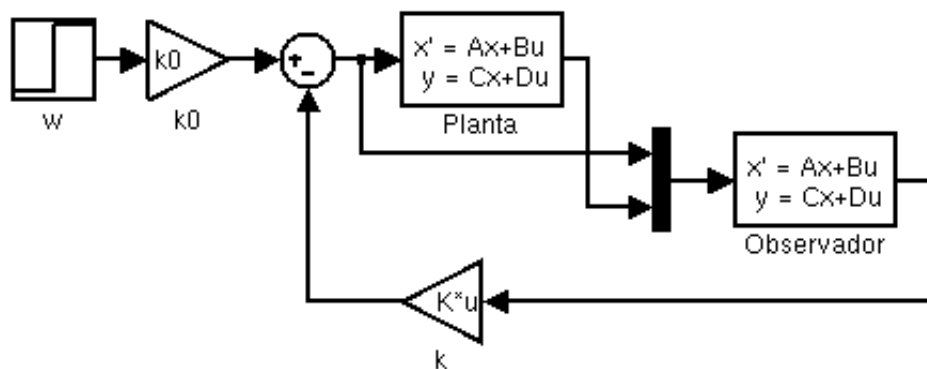 w
k0
k0
+
-
x' = Ax+Bu
y = Cx+Du
Planta
x' = Ax+Bu
y = Cx+Du
Observador
K*u
k